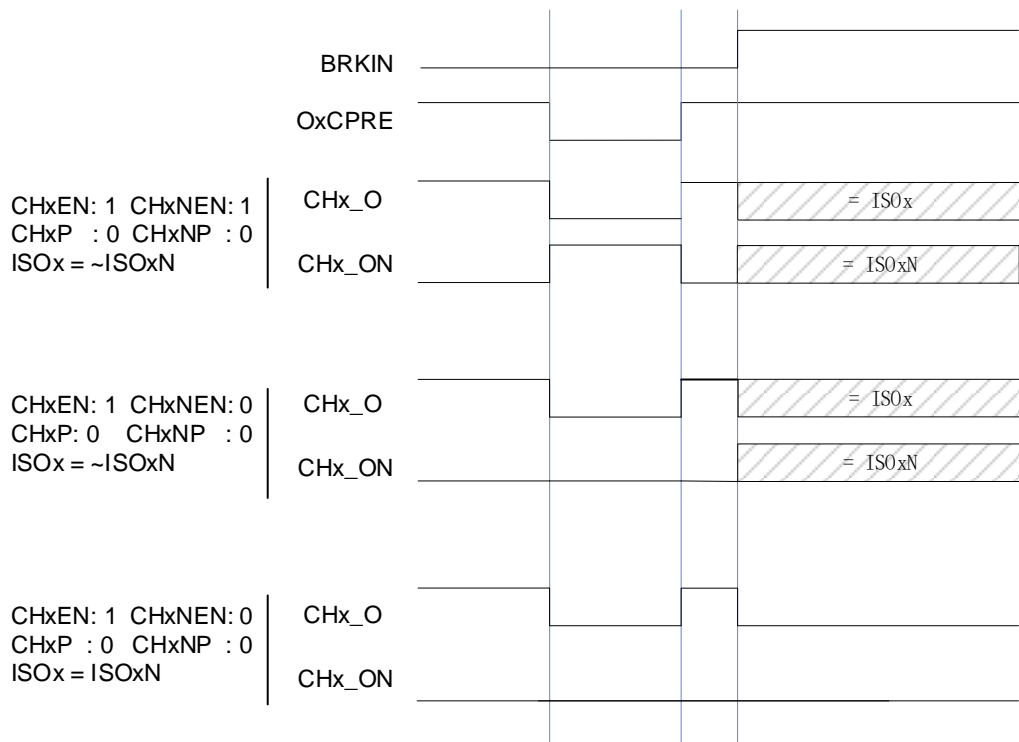 BRKIN
OxCPRE
CHxEN: 1 CHxNEN: 1
CHxP : 0 CHxNP : 0
ISOx = ~ISOxN
CHx_O
= ISOx
CHx_ON
= ISOxN
CHxEN: 1 CHxNEN: 0
CHxP: 0 CHxNP : 0
ISOx = ~ISOxN
CHx_O
= ISOx
CHx_ON
= ISOxN
CHxEN: 1 CHxNEN: 0
CHxP : 0 CHxNP : 0
ISOx = ISOxN
CHx_O
CHx_ON